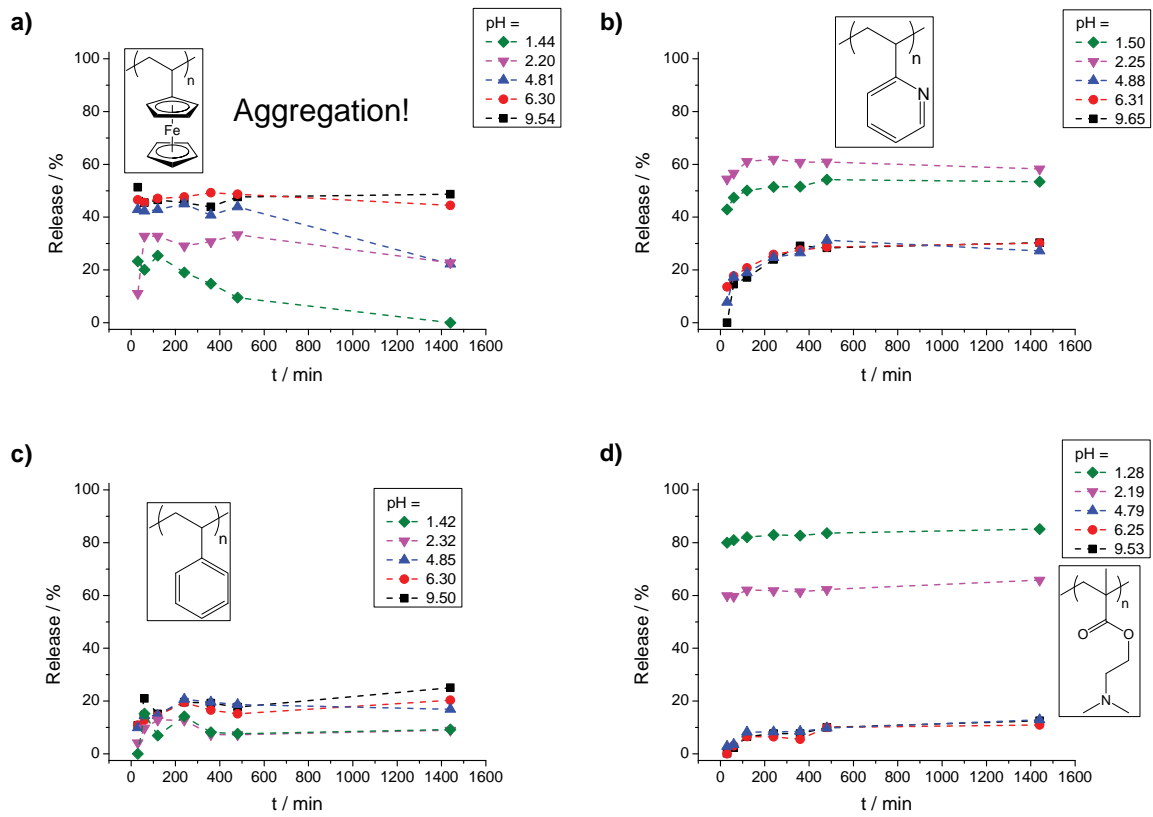 a)
pH =
1.44
2.20
4.81
6.30
9.54
n
Fe
Aggregation!
100
80
60
40
20
0
Release / %
0 200 400 600 800 1000 1200 1400 1600
t / min
b)
pH =
1.50
2.25
4.88
6.31
9.65
n
N
100
80
60
40
20
0
Release / %
0 200 400 600 800 1000 1200 1400 1600
t / min
c)
pH =
1.42
2.32
4.85
6.30
9.50
n
100
80
60
40
20
0
Release / %
0 200 400 600 800 1000 1200 1400 1600
t / min
d)
pH =
1.28
2.19
4.79
6.25
9.53
n
O
O
N
100
80
60
40
20
0
Release / %
0 200 400 600 800 1000 1200 1400 1600
t / min